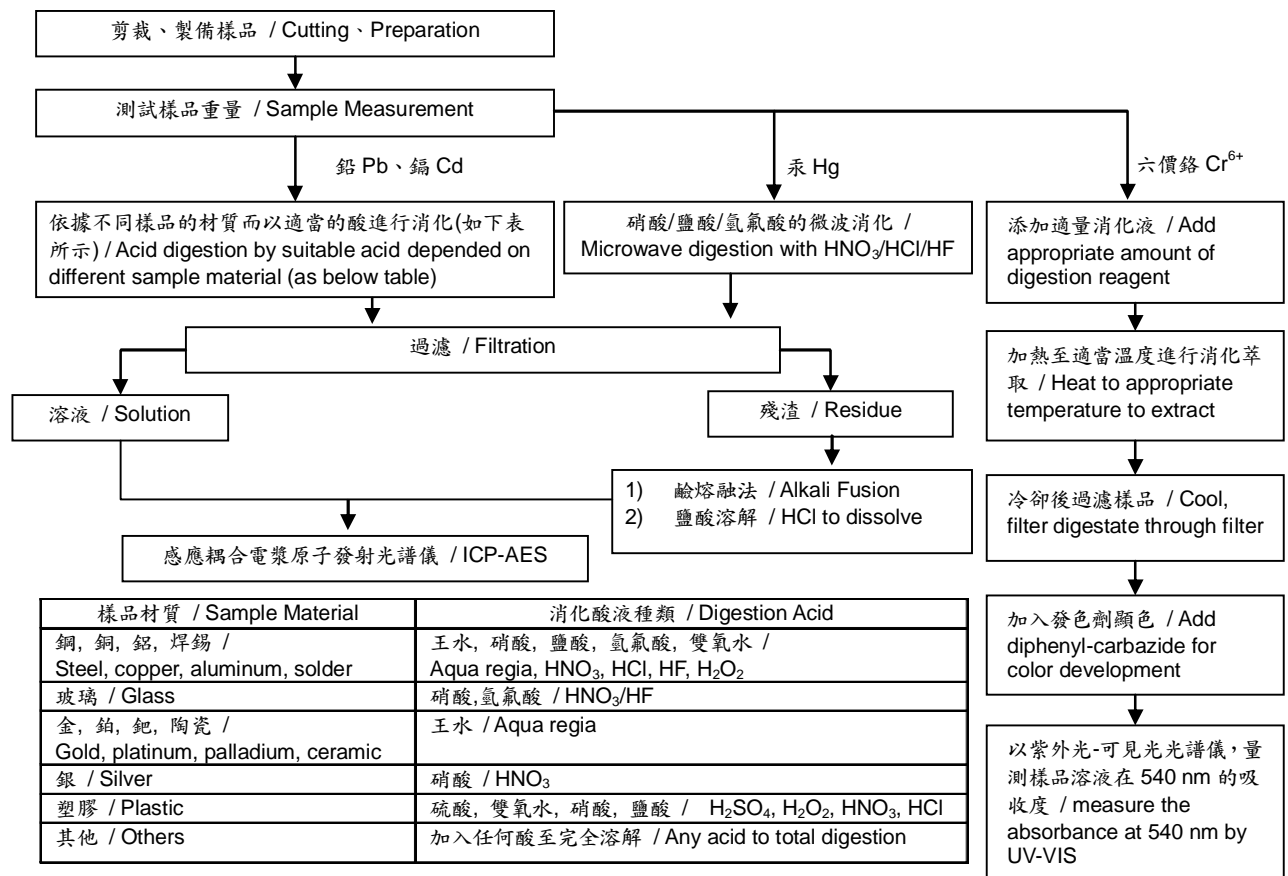 剪裁、製備樣品 / Cutting、Preparation
測試樣品重量 / Sample Measurement
鉛 Pb、鎘 Cd
汞 Hg
六價鉻 Cr⁶⁺
依據不同樣品的材質而以適當的酸進行消化(如下表
所示) / Acid digestion by suitable acid depended on
different sample material (as below table)
硝酸/鹽酸/氫氟酸的微波消化 /
Microwave digestion with HNO₃/HCl/HF
添加適量消化液 / Add
appropriate amount of
digestion reagent
過濾 / Filtration
加熱至適當溫度進行消化萃
取 / Heat to appropriate
temperature to extract
溶液 / Solution
殘渣 / Residue
1) 鹼熔融法 / Alkali Fusion
2) 鹽酸溶解 / HCl to dissolve
冷卻後過濾樣品 / Cool,
filter digestate through filter
感應耦合電漿原子發射光譜儀 / ICP-AES
加入發色劑顯色 / Add
diphenyl-carbazide for
color development
以紫外光-可見光光譜儀,量
測樣品溶液在 540 nm 的吸
收度 / measure the
absorbance at 540 nm by
UV-VIS
樣品材質 / Sample Material
消化酸液種類 / Digestion Acid
鋼, 銅, 鋁, 焊錫 /
Steel, copper, aluminum, solder
王水, 硝酸, 鹽酸, 氫氟酸, 雙氧水 /
Aqua regia, HNO₃, HCl, HF, H₂O₂
玻璃 / Glass
硝酸,氫氟酸 / HNO₃/HF
金, 鉑, 鈀, 陶瓷 /
Gold, platinum, palladium, ceramic
王水 / Aqua regia
銀 / Silver
硝酸 / HNO₃
塑膠 / Plastic
硫酸, 雙氧水, 硝酸, 鹽酸 / H₂SO₄, H₂O₂, HNO₃, HCl
其他 / Others
加入任何酸至完全溶解 / Any acid to total digestion